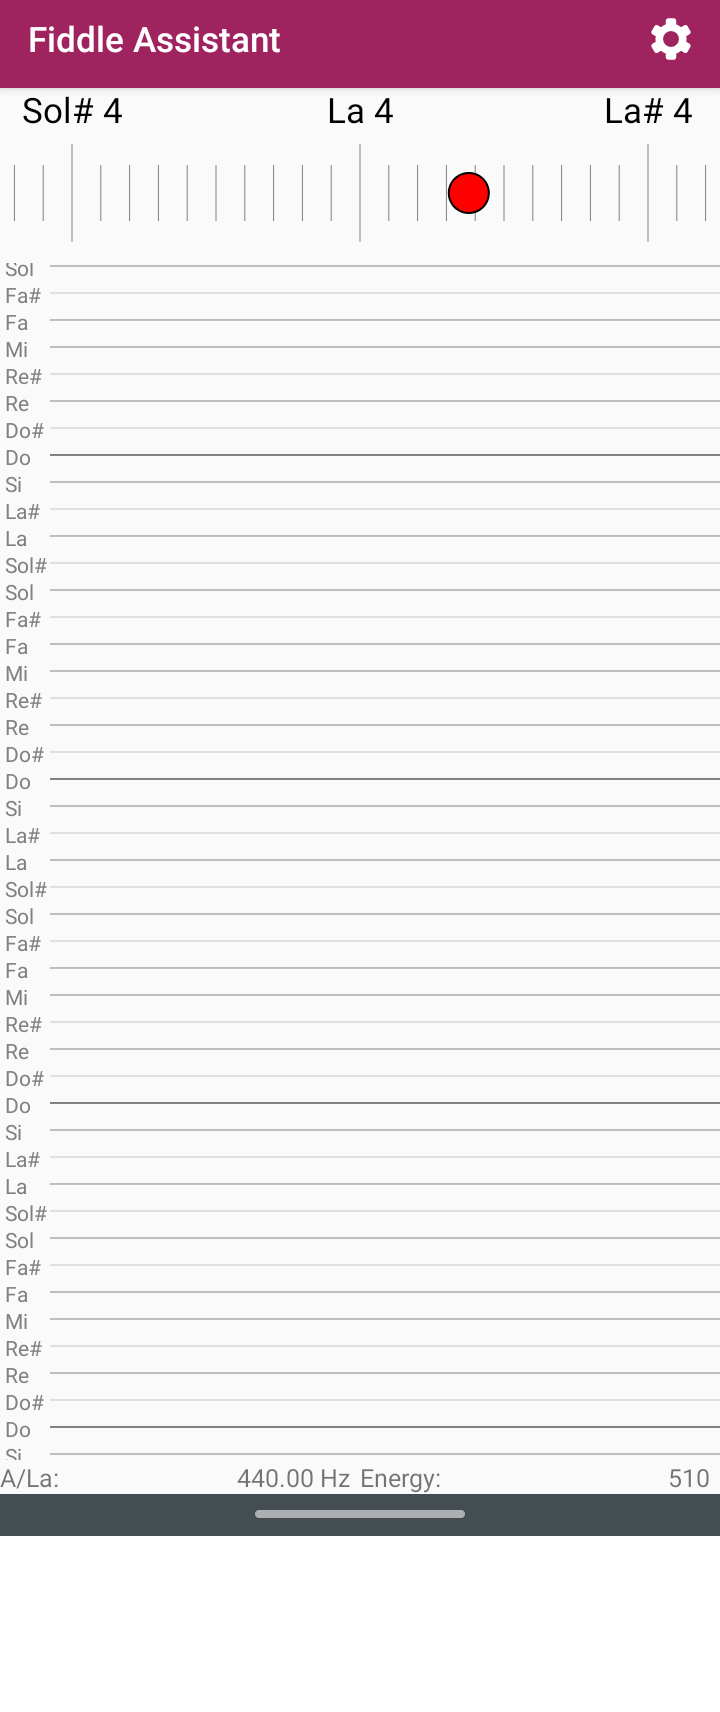 Fiddle Assistant
Sol# 4 La 4 La# 4
Sol
Fa#
Fa
Mi
Re#
Re
Do#
Do
Si
La#
La
Sol#
Sol
Fa#
Fa
Mi
Re#
Re
Do#
Do
Si
La#
La
Sol#
Sol
Fa#
Fa
Mi
Re#
Re
Do#
Do
Si
La#
La
Sol#
Sol
Fa#
Fa
Mi
Re#
Re
Do#
Do
Si
A/La: 440.00 Hz Energy: 510